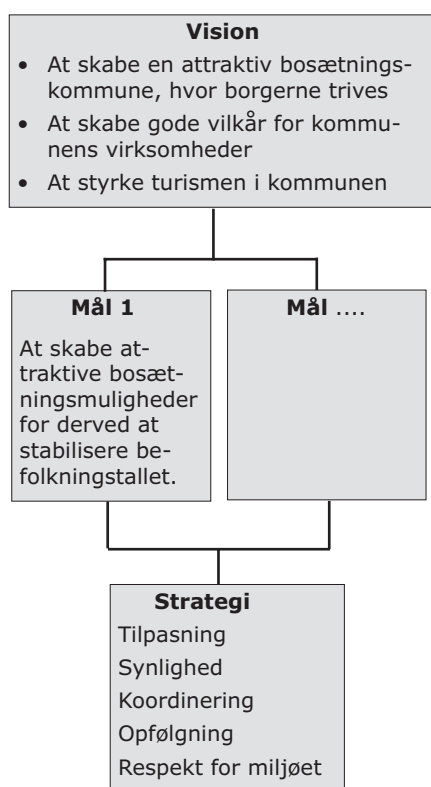 Vision
• At skabe en attraktiv bosætnings-
kommune, hvor borgerne trives
• At skabe gode vilkår for kommu-
nens virksomheder
• At styrke turismen i kommunen
Mål 1
At skabe at-
traktive bosæt-
ningsmuligheder
for derved at
stabilisere be-
folkningstallet.
Mål ....
Strategi
Tilpasning
Synlighed
Koordinering
Opfølgning
Respekt for miljøet